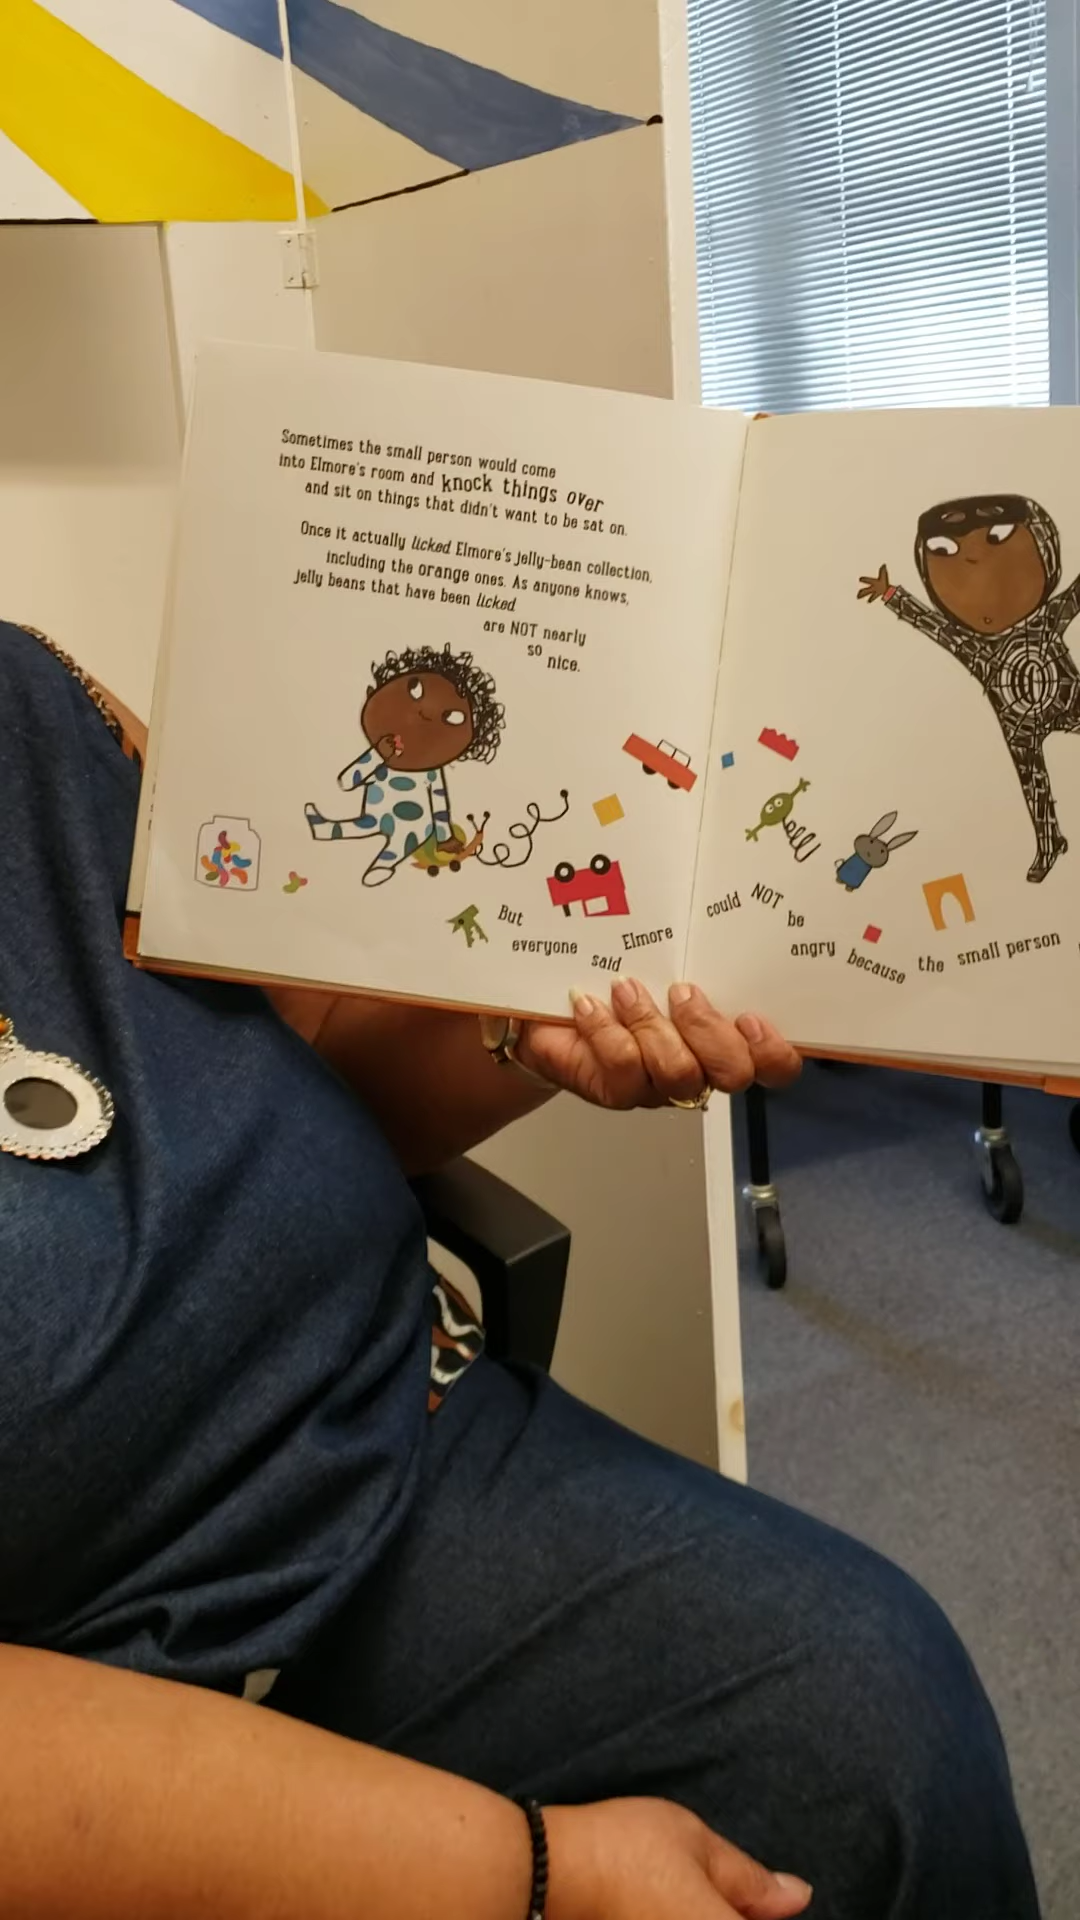 Sometimes the small person would come
into Elmore's room and knock things over
and sit on things that didn't want to be sat on.
Once it actually licked Elmore's jelly-bean collection,
including the orange ones. As anyone knows,
jelly beans that have been licked
are NOT nearly
so
nice.
But
everyone
said
Elmore
could NOT be
angry because
the small person